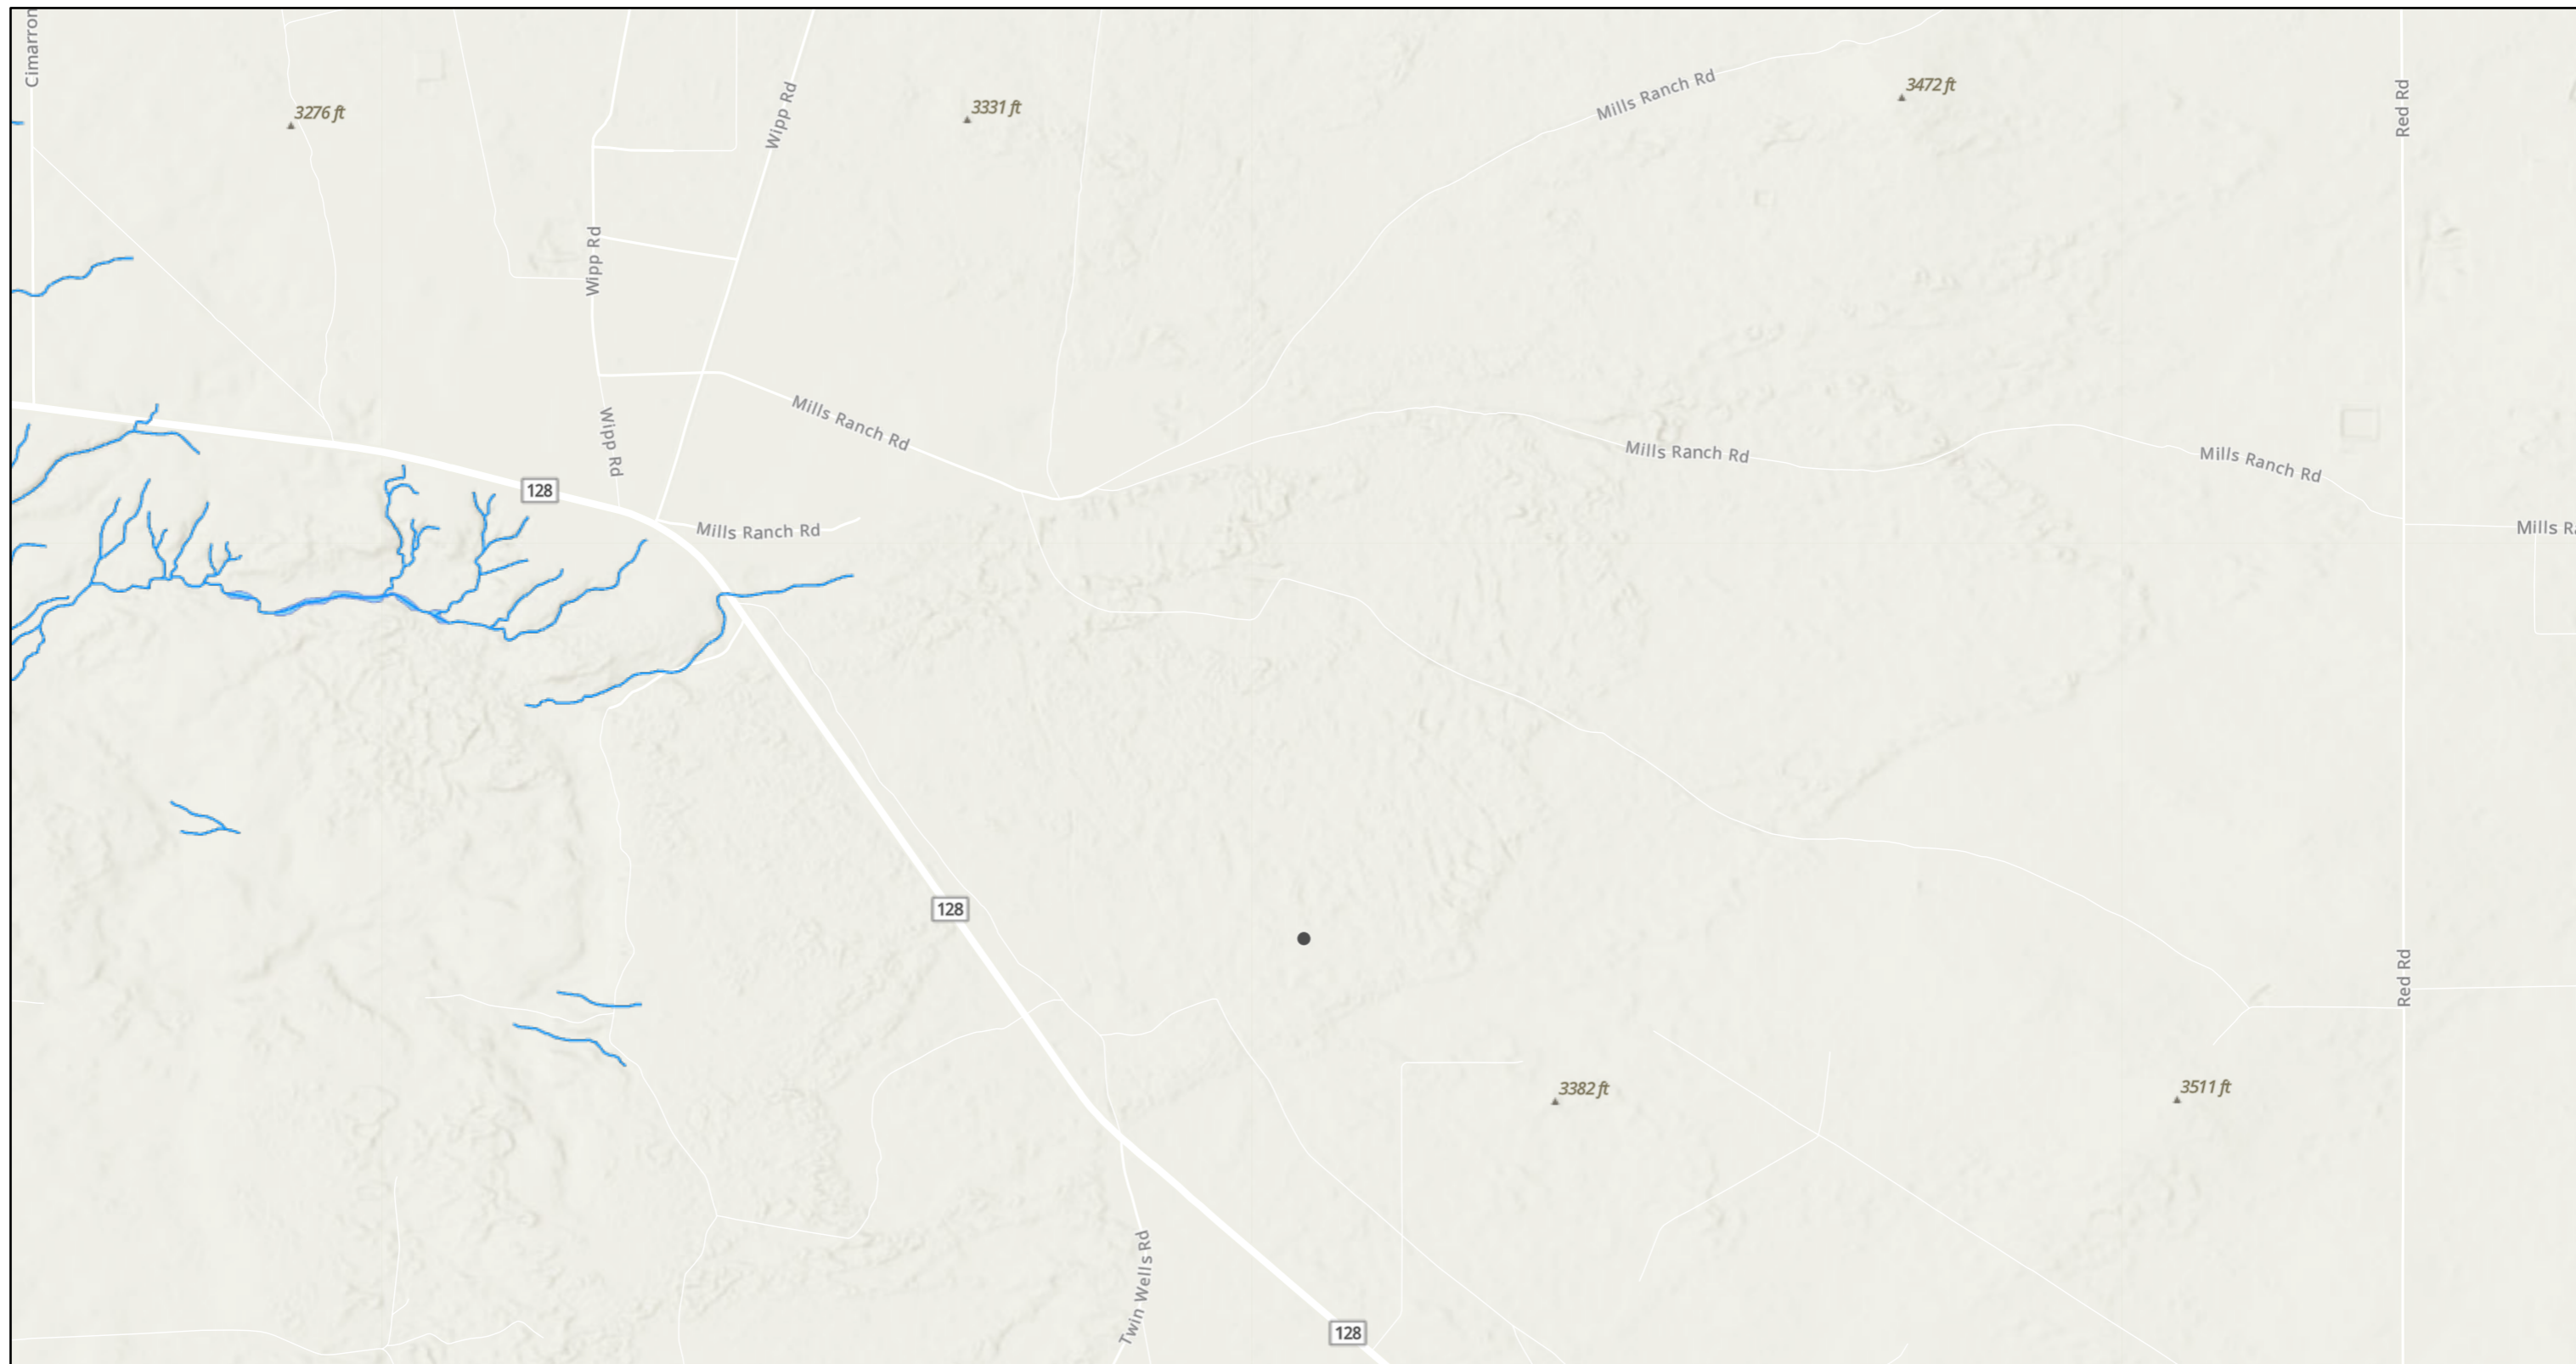 Cimarron
3276 ft
Wipp Rd
3331 ft
Mills Ranch Rd
3472 ft
Red Rd
Wipp Rd
Mills Ranch Rd
Wipp Rd
Mills Ranch Rd
Mills Ranch Rd
128
Mills Ranch Rd
Mills R
128
Red Rd
3382 ft
3511 ft
Twin Wells Rd
128